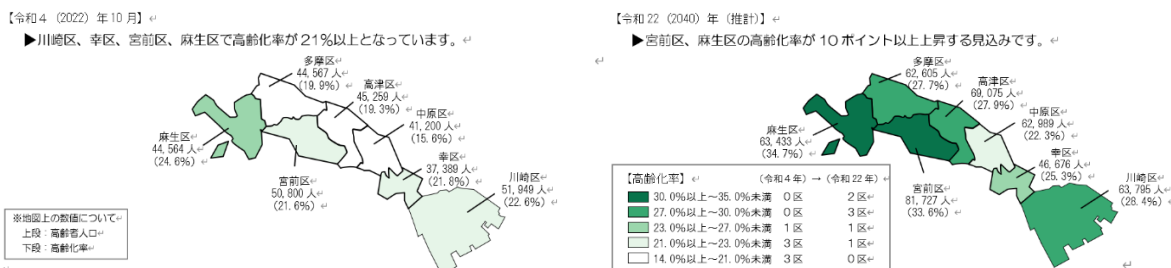 【令和４（2022）年10月】↵
▶川崎区、幸区、宮前区、麻生区で高齢化率が21％以上となっています。↵
多摩区↵
44,567人↵
(19.9%)↵
高津区↵
45,259人↵
(19.3%)↵
中原区↵
41,200人↵
(15.6%)↵
麻生区↵
44,564人↵
(24.6%)↵
幸区↵
37,389人↵
(21.8%)↵
宮前区↵
50,800人↵
(21.6%)↵
川崎区↵
51,949人↵
(22.6%)↵
※地図上の数値について↵
上段：高齢者人口↵
下段：高齢化率↵
【令和22（2040）年（推計）】↵
▶宮前区、麻生区の高齢化率が10ポイント以上上昇する見込みです。↵
多摩区↵
62,605人↵
(27.7%)↵
高津区↵
69,075人↵
(27.9%)↵
中原区↵
62,989人↵
(22.3%)↵
麻生区↵
63,433人↵
(34.7%)↵
幸区↵
46,676人↵
(25.3%)↵
宮前区↵
81,727人↵
(33.6%)↵
川崎区↵
63,795人↵
(28.4%)↵
【高齢化率】 （令和４年）→（令和22年）↵
30.0%以上～35.0%未満 0区 2区↵
27.0%以上～30.0%未満 0区 3区↵
23.0%以上～27.0%未満 1区 1区↵
21.0%以上～23.0%未満 3区 1区↵
14.0%以上～21.0%未満 3区 0区↵